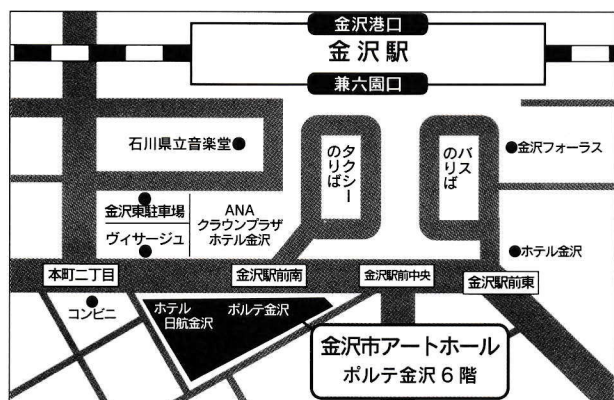 金沢港口
金沢駅
兼六園口
石川県立音楽堂
タクシー
のりば
バス
のりば
金沢フォーラス
金沢東駐車場
ヴィサージュ
ANA
クラウンプラザ
ホテル金沢
ホテル金沢
本町二丁目
金沢駅前南
金沢駅前中央
金沢駅前東
コンビニ
ホテル
日航金沢
ポルテ金沢
金沢市アートホール
ポルテ金沢6階